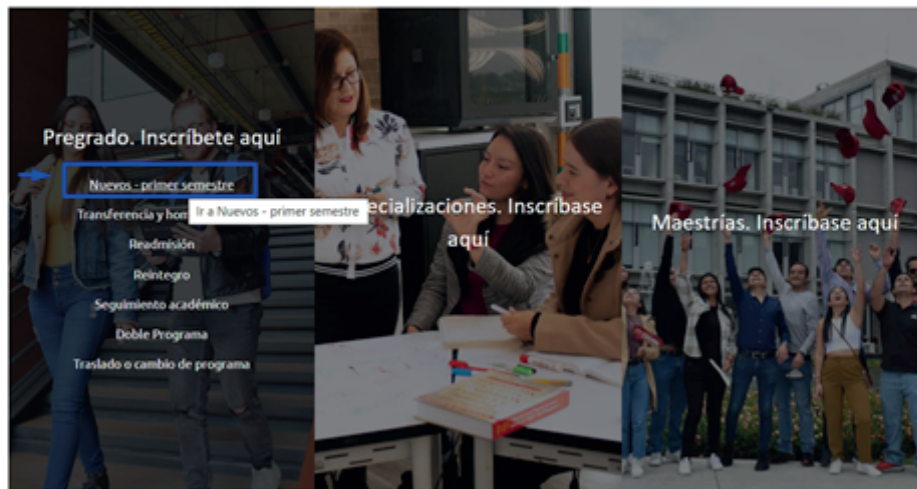 Pregrado. Inscríbete aquí
Nuevos - primer semestre
Transferencia y hom
Ir a Nuevos - primer semestre
Readmisión
Reintegro
Seguimiento académico
Doble Programa
Traslado o cambio de programa
ecializaciones. Inscríbase
aquí
Maestrías. Inscríbase aquí